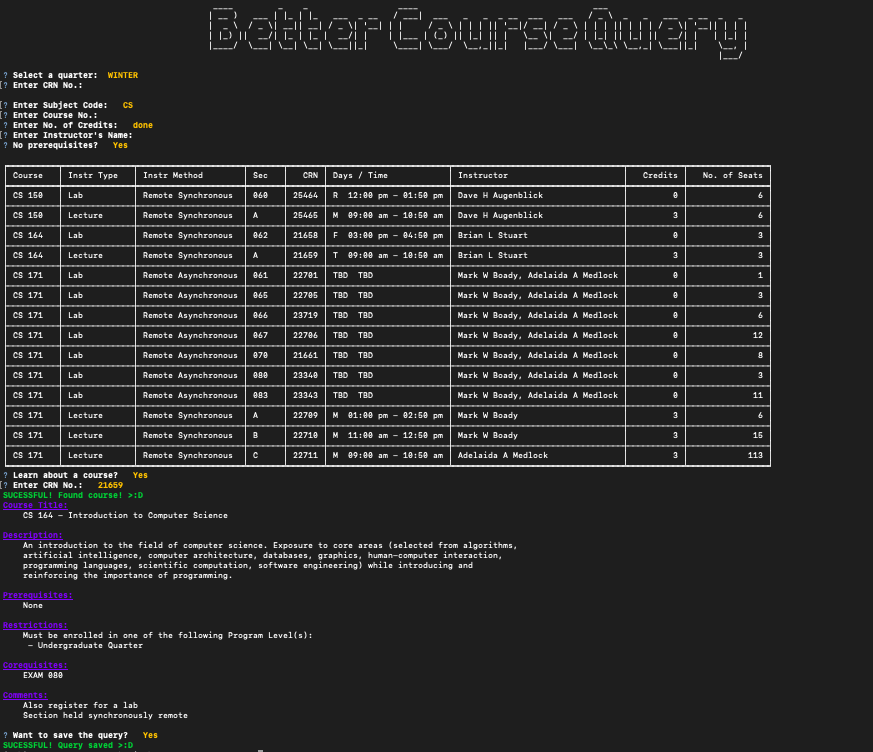 Better Course Query
? Select a quarter: WINTER
[? Enter CRN No.:
[? Enter Subject Code: CS
[? Enter Course No.:
? Enter No. of Credits: done
[? Enter Instructor's Name:
? No prerequisites? Yes
Course Instr Type Instr Method Sec CRN Days / Time Instructor Credits No. of Seats
CS 150 Lab Remote Synchronous 060 25464 R 12:00 pm - 01:50 pm Dave H Augenblick 0 6
CS 150 Lecture Remote Synchronous A 25465 M 09:00 am - 10:50 am Dave H Augenblick 3 6
CS 164 Lab Remote Synchronous 062 21658 F 03:00 pm - 04:50 pm Brian L Stuart 0 3
CS 164 Lecture Remote Synchronous A 21659 T 09:00 am - 10:50 am Brian L Stuart 3 3
CS 171 Lab Remote Asynchronous 061 22701 TBD TBD Mark W Boady, Adelaida A Medlock 0 1
CS 171 Lab Remote Asynchronous 065 22705 TBD TBD Mark W Boady, Adelaida A Medlock 0 3
CS 171 Lab Remote Asynchronous 066 23719 TBD TBD Mark W Boady, Adelaida A Medlock 0 6
CS 171 Lab Remote Asynchronous 067 22706 TBD TBD Mark W Boady, Adelaida A Medlock 0 12
CS 171 Lab Remote Asynchronous 070 21661 TBD TBD Mark W Boady, Adelaida A Medlock 0 8
CS 171 Lab Remote Asynchronous 080 23340 TBD TBD Mark W Boady, Adelaida A Medlock 0 3
CS 171 Lab Remote Asynchronous 083 23343 TBD TBD Mark W Boady, Adelaida A Medlock 0 11
CS 171 Lecture Remote Synchronous A 22709 M 01:00 pm - 02:50 pm Mark W Boady 3 6
CS 171 Lecture Remote Synchronous B 22710 M 11:00 am - 12:50 pm Mark W Boady 3 15
CS 171 Lecture Remote Synchronous C 22711 M 09:00 am - 10:50 am Adelaida A Medlock 3 113
? Learn about a course? Yes
[? Enter CRN No.: 21659
SUCESSFUL! Found course! >:D
Course Title:
CS 164 - Introduction to Computer Science
Description:
An introduction to the field of computer science. Exposure to core areas (selected from algorithms,
artificial intelligence, computer architecture, databases, graphics, human-computer interaction,
programming languages, scientific computation, software engineering) while introducing and
reinforcing the importance of programming.
Prerequisites:
None
Restrictions:
Must be enrolled in one of the following Program Level(s):
- Undergraduate Quarter
Corequisites:
EXAM 080
Comments:
Also register for a lab
Section held synchronously remote
? Want to save the query? Yes
SUCESSFUL! Query saved >:D